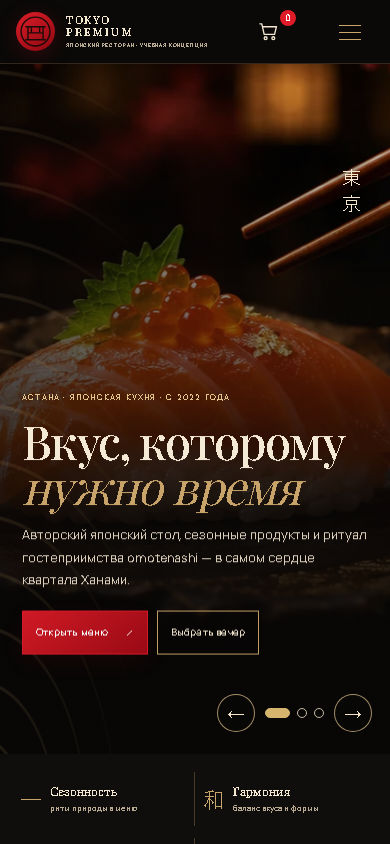 TOKYO
PREMIUM
ЯПОНСКИЙ РЕСТОРАН · УЧЕБНАЯ КОНЦЕПЦИЯ
0
東
京
АСТАНА · ЯПОНСКАЯ КУХНЯ · С 2022 ГОДА
Вкус, которому
нужно время
Авторский японский стол, сезонные продукты и ритуал
гостеприимства omotenashi — в самом сердце
квартала Ханами.
Открыть меню
Выбрать вечер
← →
Сезонность
ритм природы в меню
和
Гармония
баланс вкуса и формы